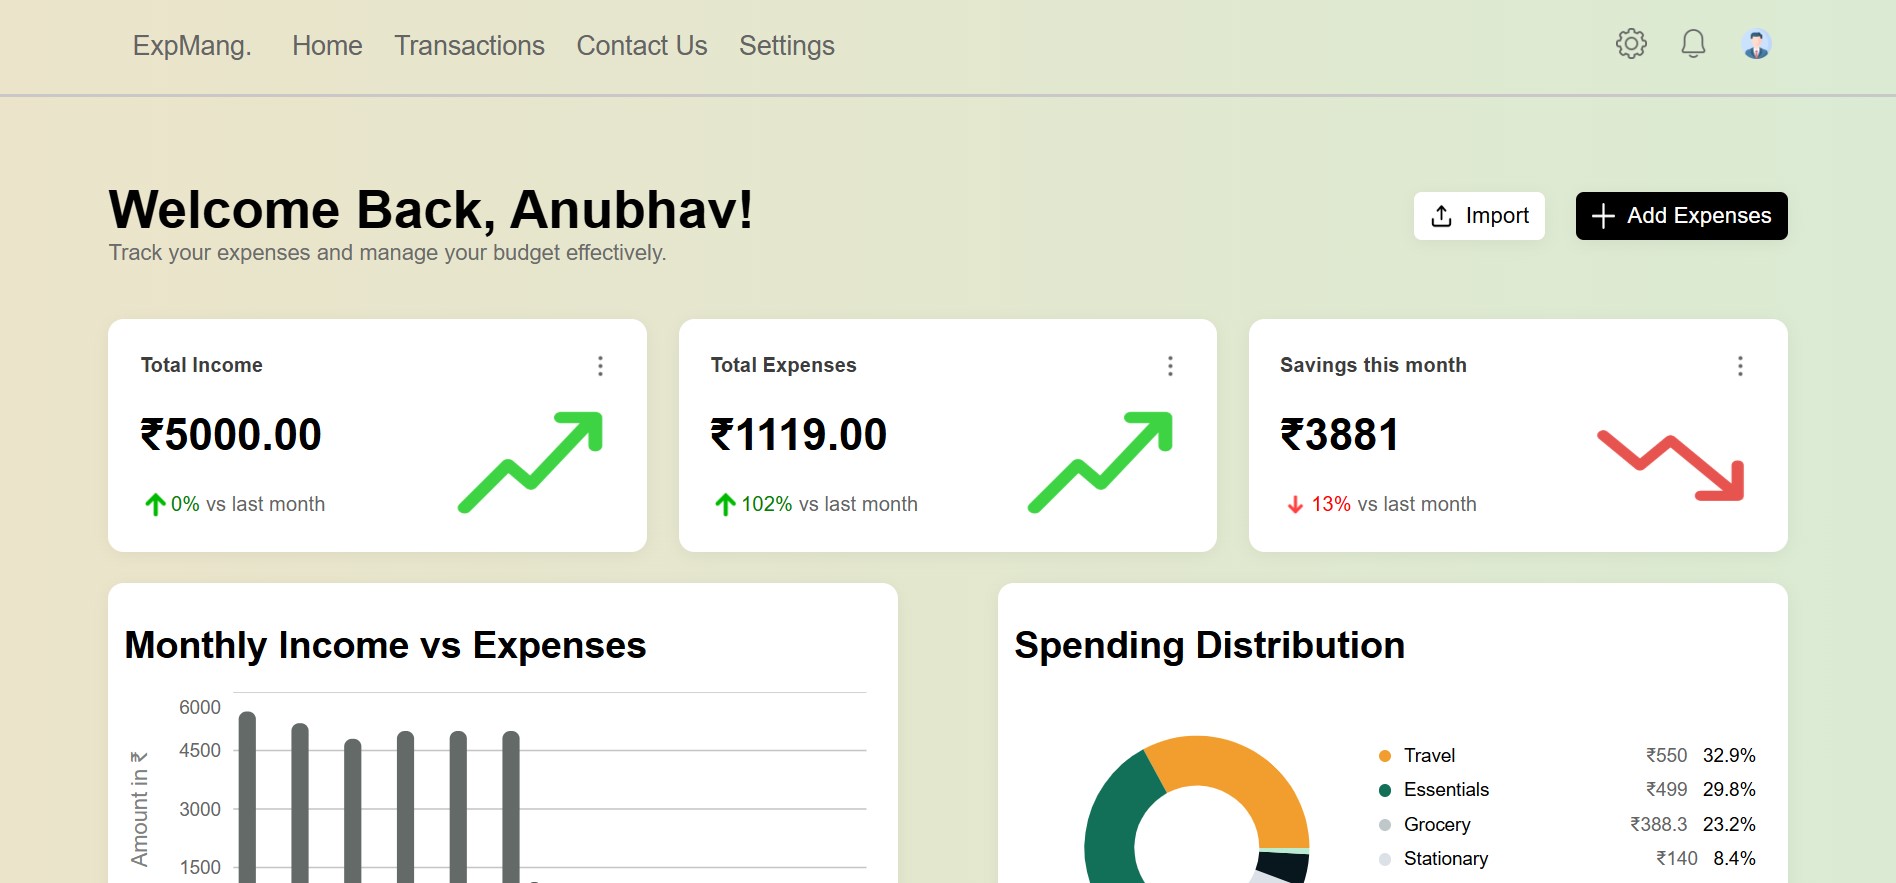 ExpMang. Home Transactions Contact Us Settings
Welcome Back, Anubhav!
Track your expenses and manage your budget effectively.
Import
Add Expenses
Total Income
₹5000.00
0% vs last month
Total Expenses
₹1119.00
102% vs last month
Savings this month
₹3881
13% vs last month
Monthly Income vs Expenses
Amount in ₹
6000
4500
3000
1500
Spending Distribution
Travel ₹550 32.9%
Essentials ₹499 29.8%
Grocery ₹388.3 23.2%
Stationary ₹140 8.4%